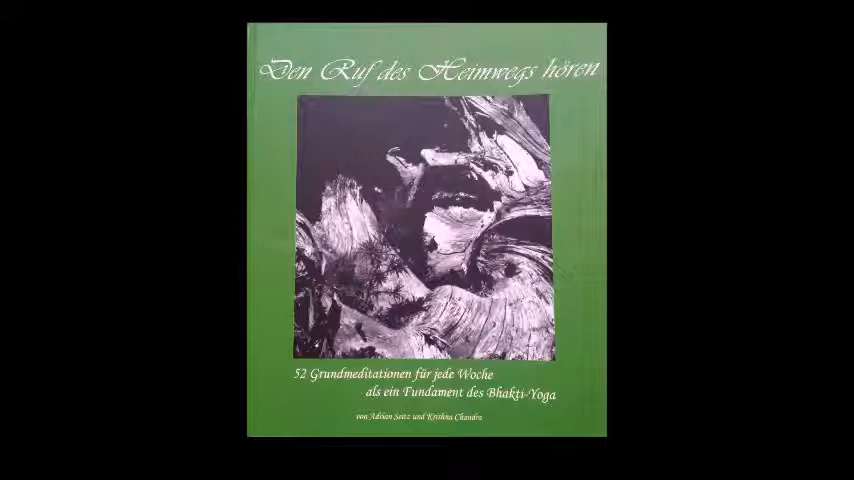 Den Ruf des Heimwegs hören
52 Grundmeditationen für jede Woche
als ein Fundament des Bhakti-Yoga
von Adrian Seitz und Krishna Chandra